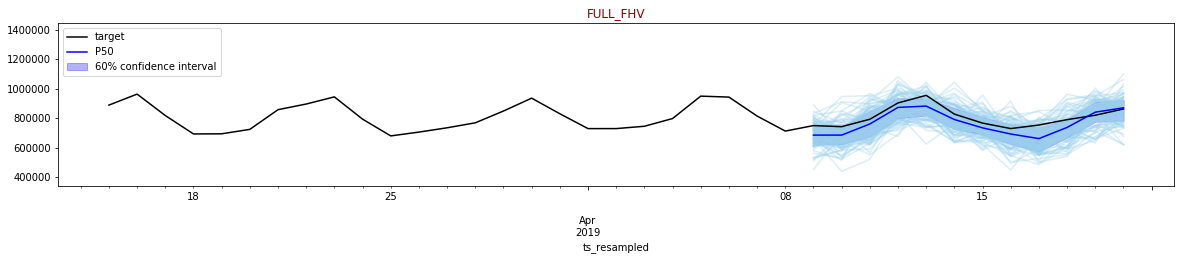 FULL_FHV
1400000
1200000
1000000
800000
600000
400000
target
P50
60% confidence interval
18
25
08
15
Apr
2019
ts_resampled